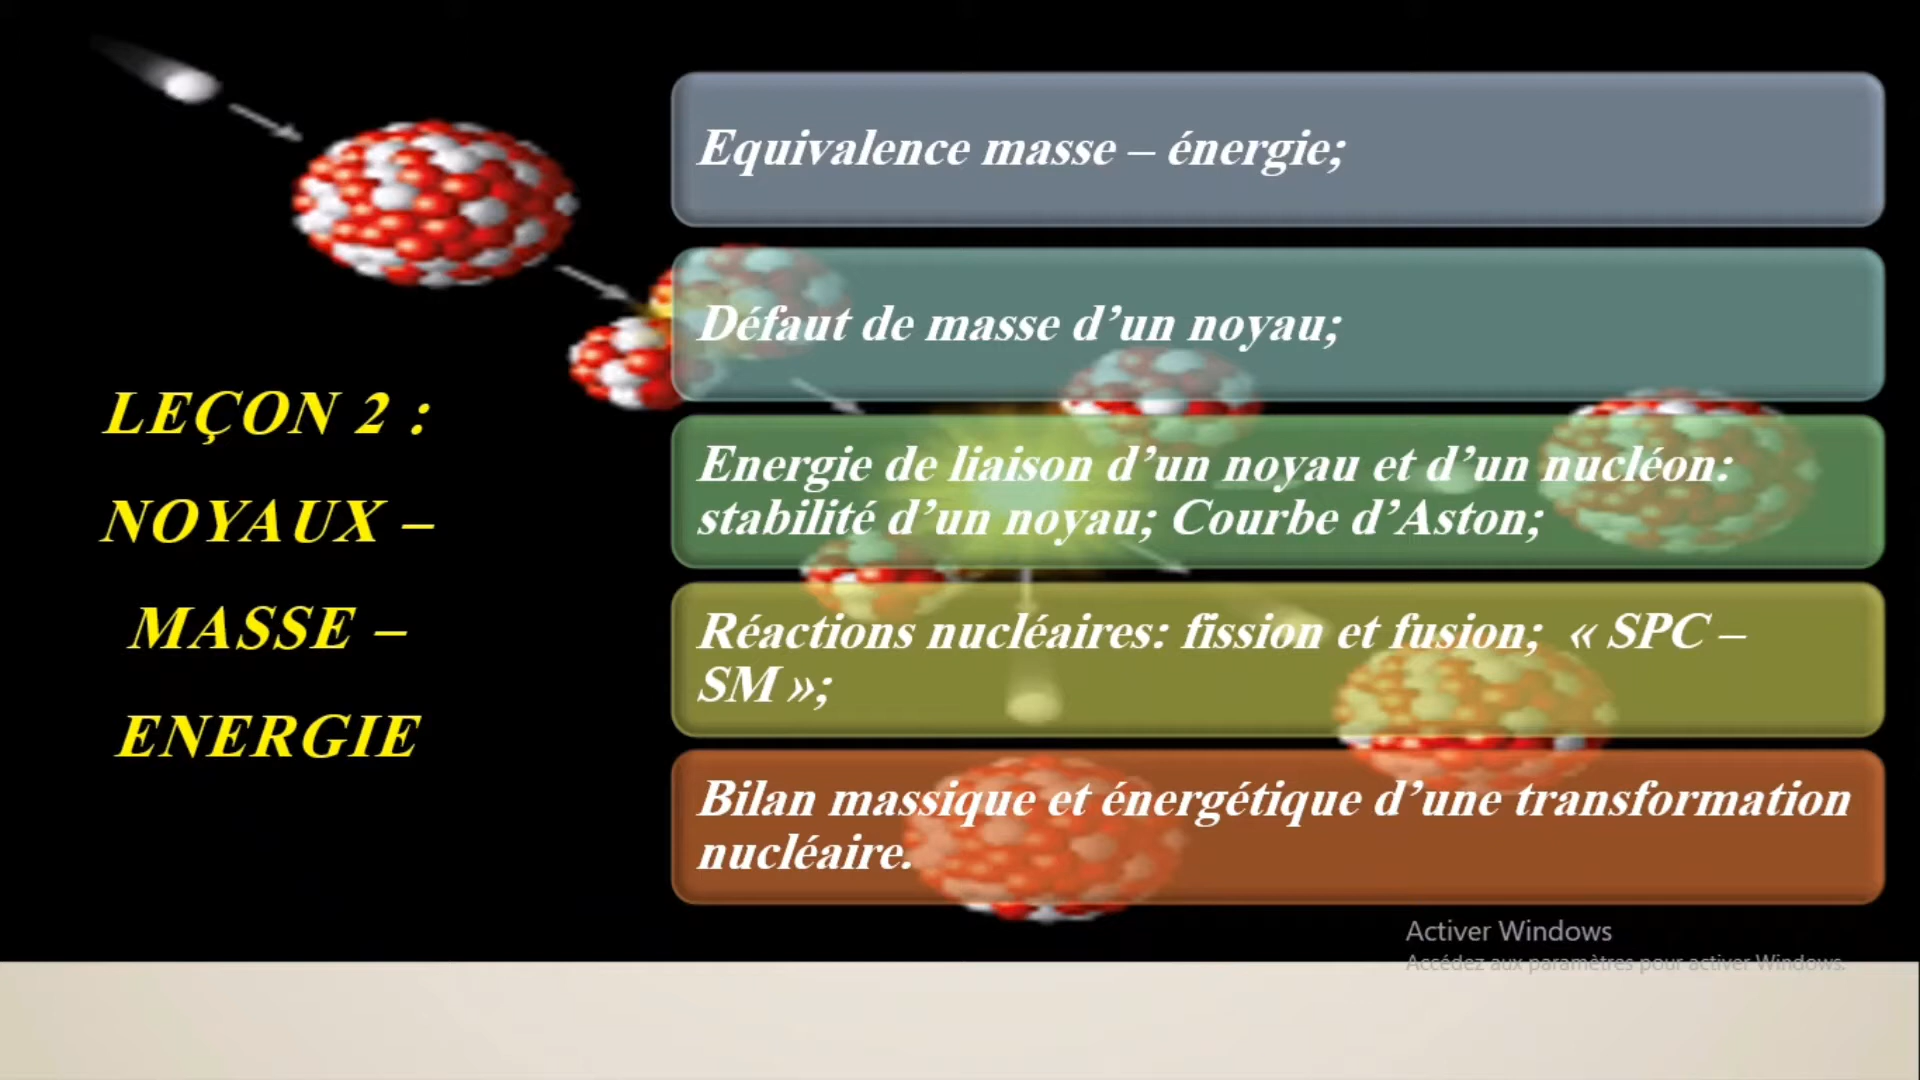 LEÇON 2 :
NOYAUX –
MASSE –
ENERGIE
Equivalence masse – énergie;
Défaut de masse d’un noyau;
Energie de liaison d’un noyau et d’un nucléon:
stabilité d’un noyau; Courbe d’Aston;
Réactions nucléaires: fission et fusion; « SPC –
SM »;
Bilan massique et énergétique d’une transformation
nucléaire.
Activer Windows
Accédez aux paramètres pour activer Windows.